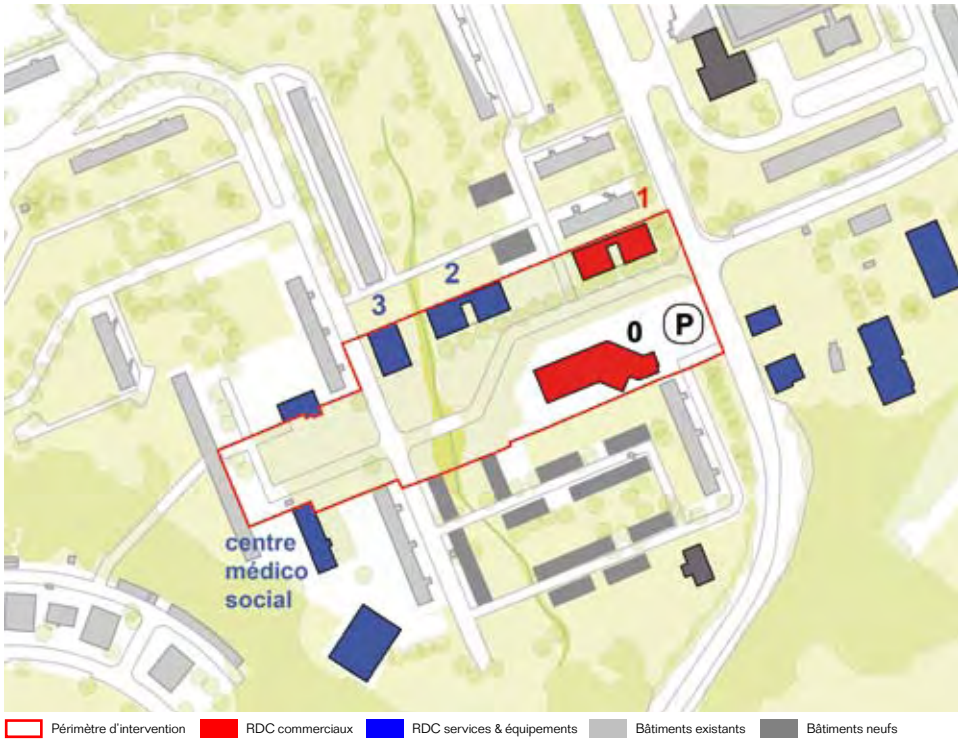 1
2
3
0
P
centre
médico
social
Périmètre d'intervention
RDC commerciaux
RDC services & équipements
Bâtiments existants
Bâtiments neufs